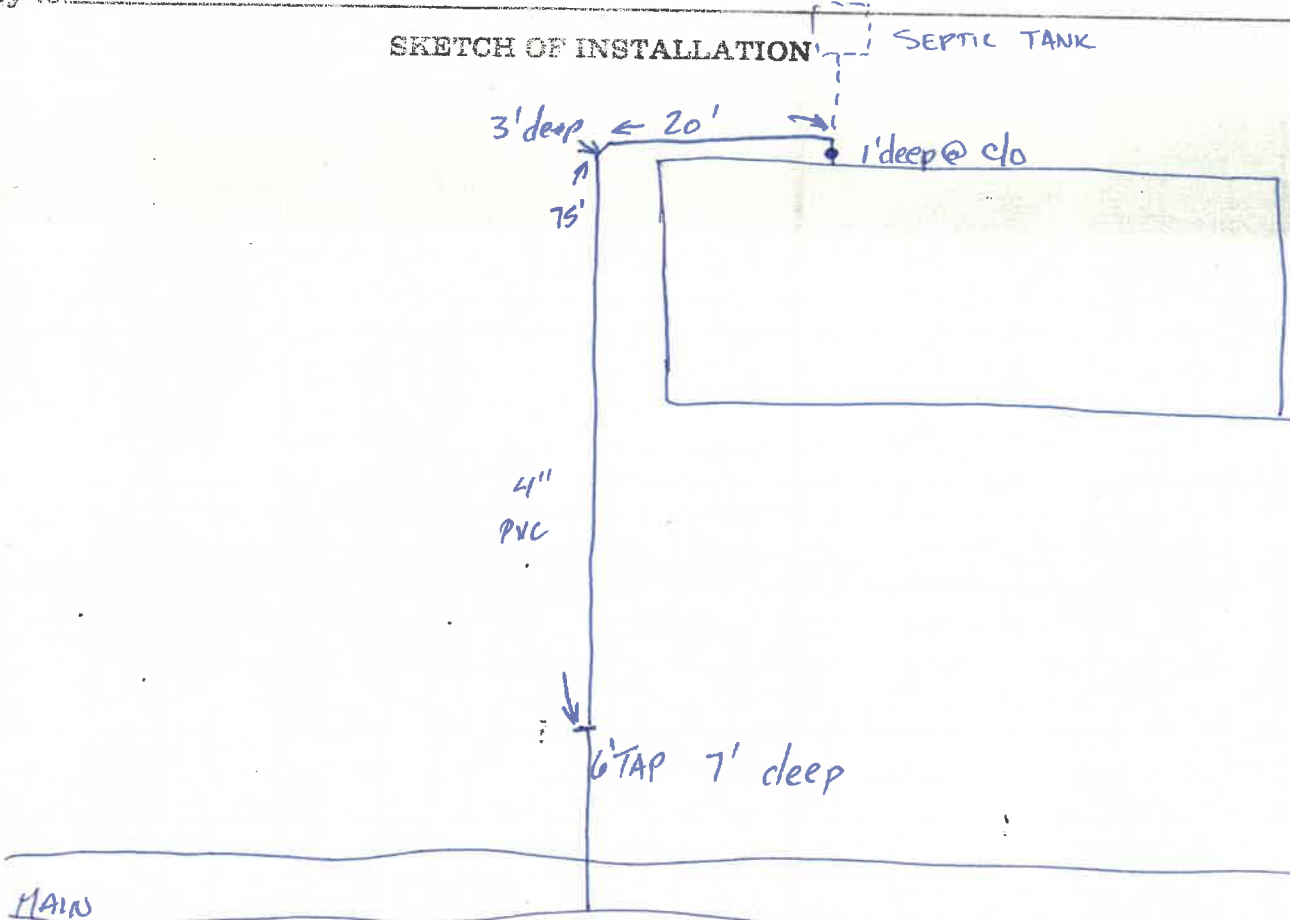 SKETCH OF INSTALLATION
SEPTIC TANK
3' deep ← 20'
1' deep @ c/o
75'
4"
PVC
6' TAP 7' deep
MAIN